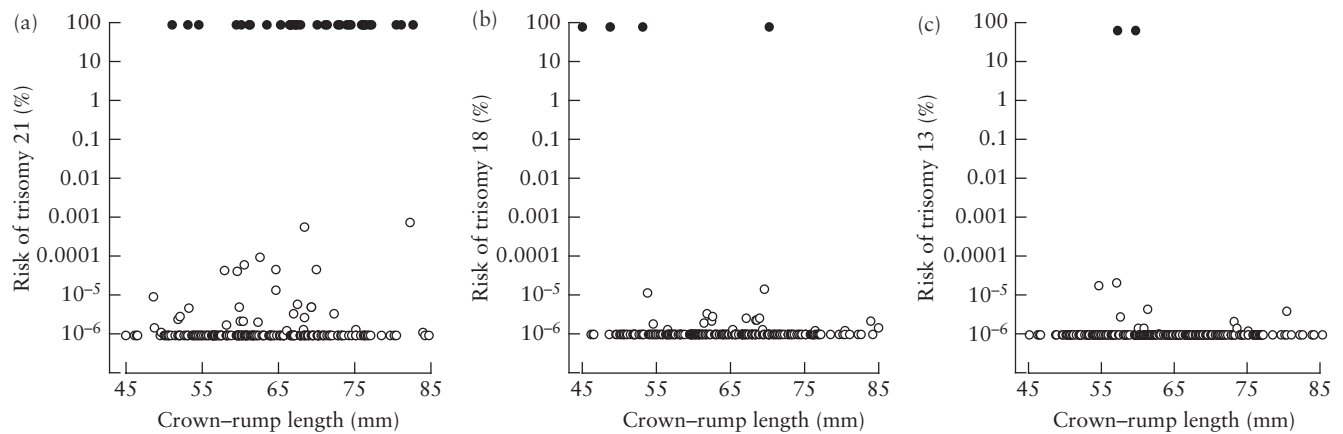 (a)
Risk of trisomy 21 (%)
100
10
1
0.1
0.01
0.001
0.0001
10⁻⁵
10⁻⁶
45 55 65 75 85
Crown–rump length (mm)
(b)
Risk of trisomy 18 (%)
100
10
1
0.1
0.01
0.001
0.0001
10⁻⁵
10⁻⁶
45 55 65 75 85
Crown–rump length (mm)
(c)
Risk of trisomy 13 (%)
100
10
1
0.1
0.01
0.001
0.0001
10⁻⁵
10⁻⁶
45 55 65 75 85
Crown–rump length (mm)